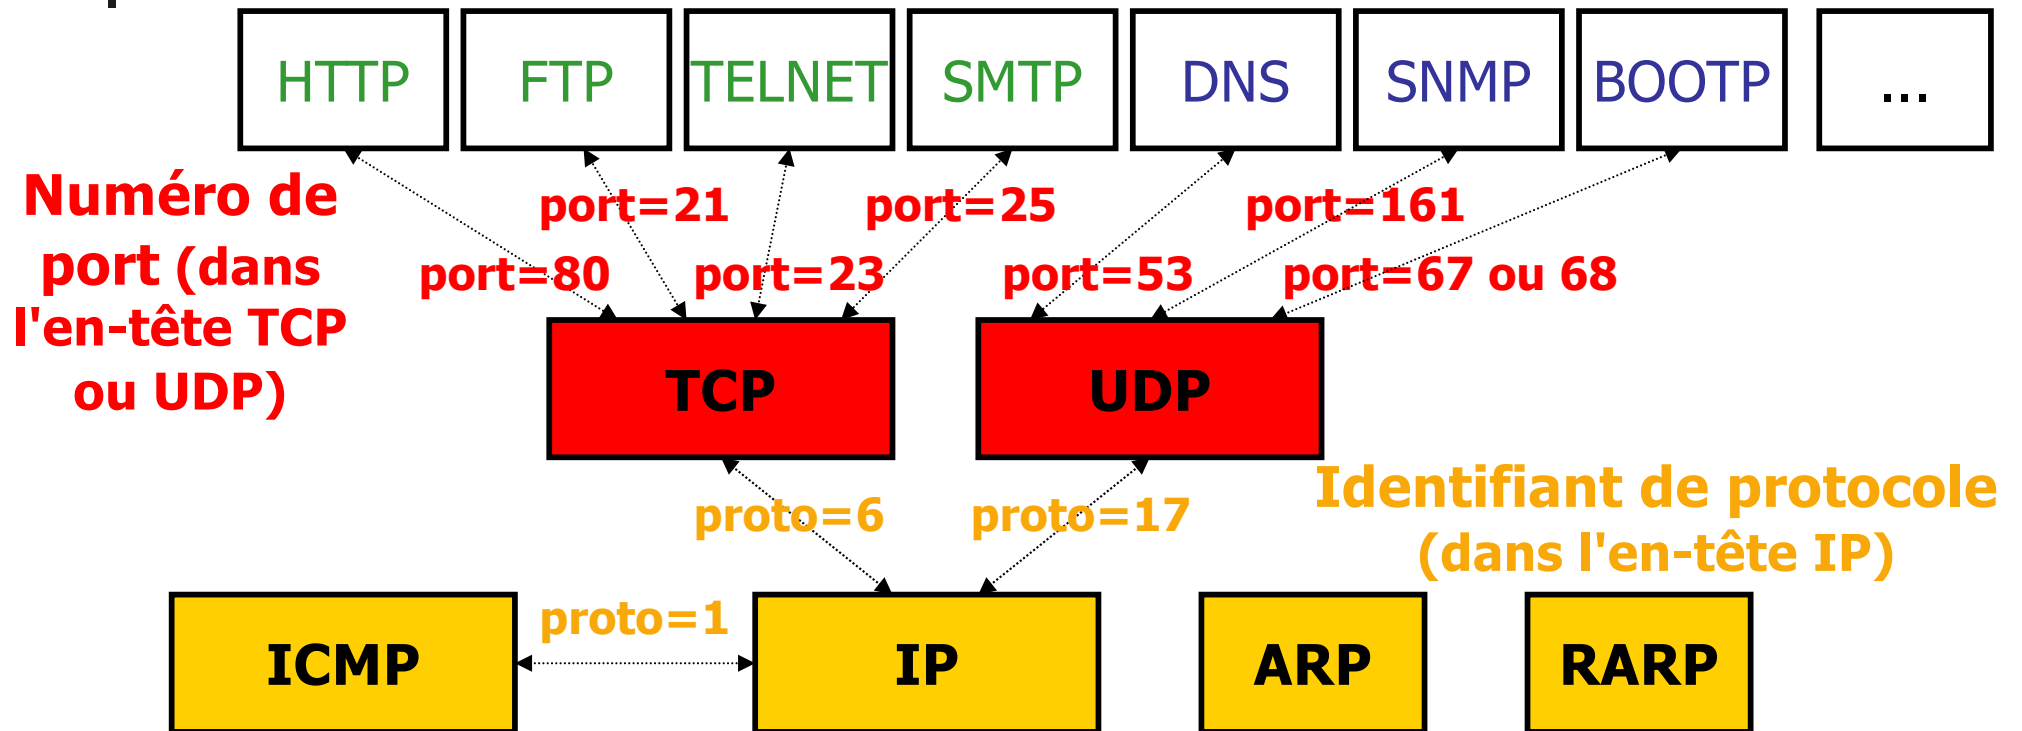 HTTP FTP TELNET SMTP DNS SNMP BOOTP ...
Numéro de
port (dans
l'en-tête TCP
ou UDP)
port=21 port=25 port=161
port=80 port=23 port=53 port=67 ou 68
TCP UDP
Identifiant de protocole
(dans l'en-tête IP)
proto=6 proto=17
proto=1
ICMP IP ARP RARP